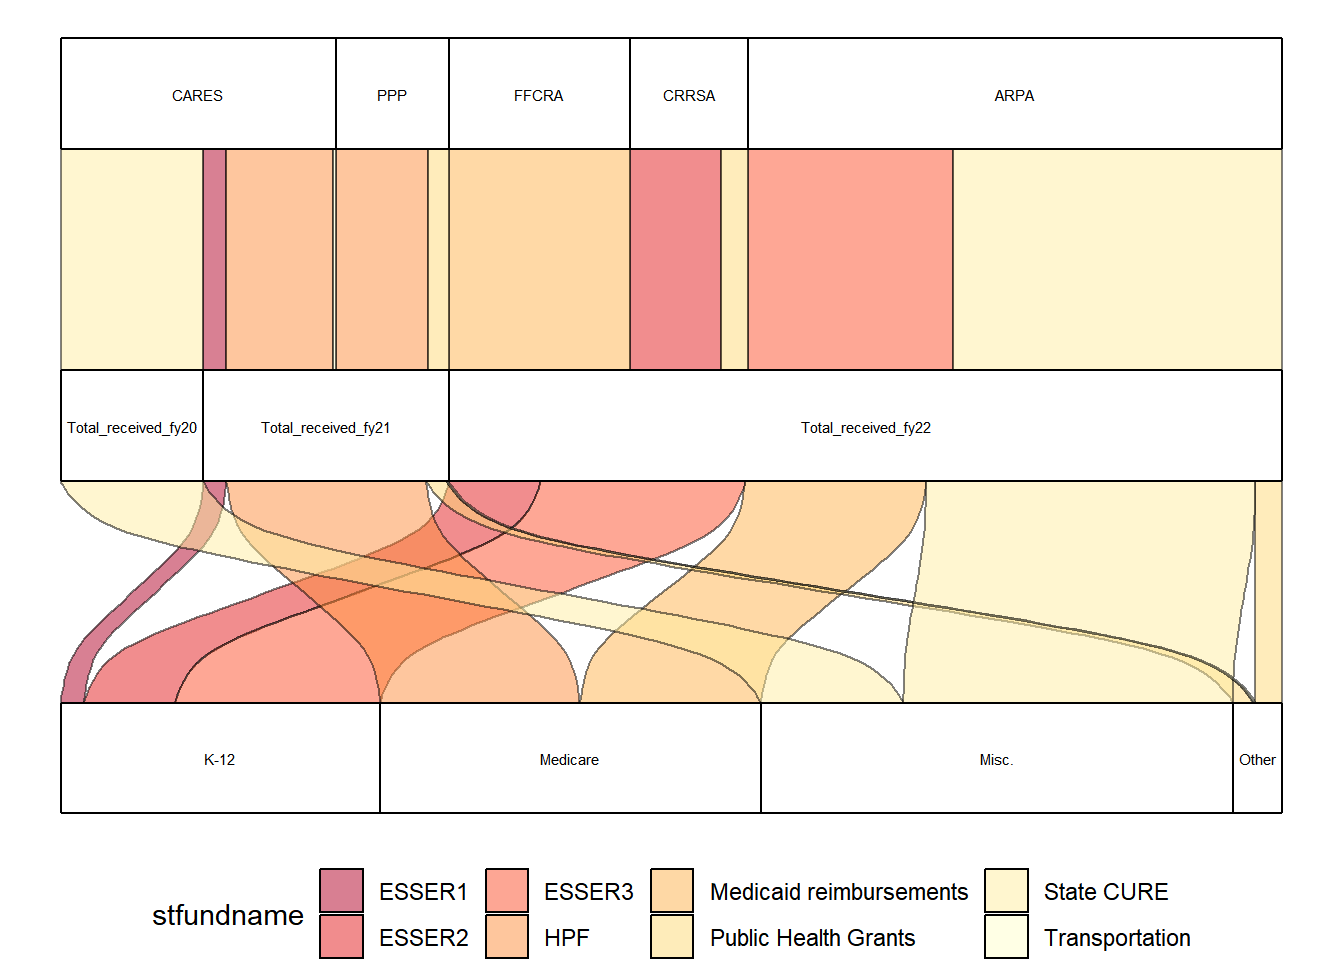 CARES PPP FFCRA CRRSA ARPA
Total_received_fy20 Total_received_fy21 Total_received_fy22
K-12 Medicare Misc. Other
stfundname
ESSER1 ESSER3 Medicaid reimbursements State CURE
ESSER2 HPF Public Health Grants Transportation